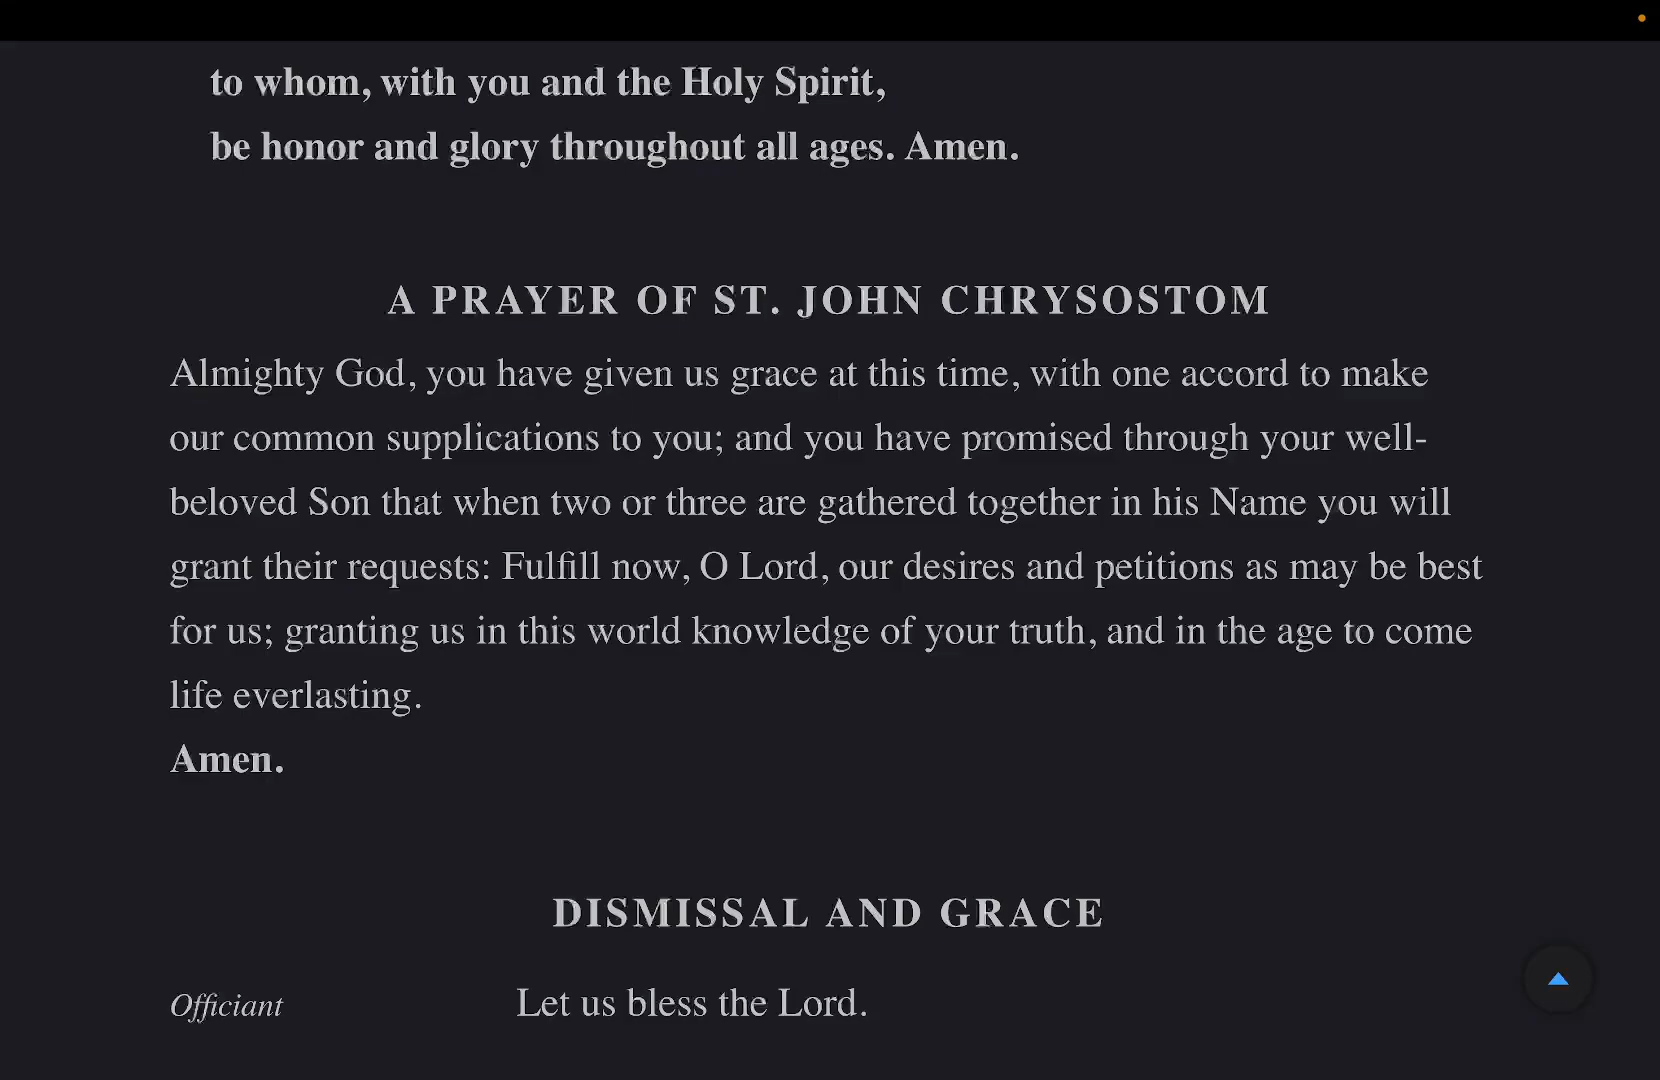 to whom, with you and the Holy Spirit,
be honor and glory throughout all ages. Amen.
A PRAYER OF ST. JOHN CHRYSOSTOM
Almighty God, you have given us grace at this time, with one accord to make
our common supplications to you; and you have promised through your well-
beloved Son that when two or three are gathered together in his Name you will
grant their requests: Fulfill now, O Lord, our desires and petitions as may be best
for us; granting us in this world knowledge of your truth, and in the age to come
life everlasting.
Amen.
DISMISSAL AND GRACE
Officiant Let us bless the Lord.